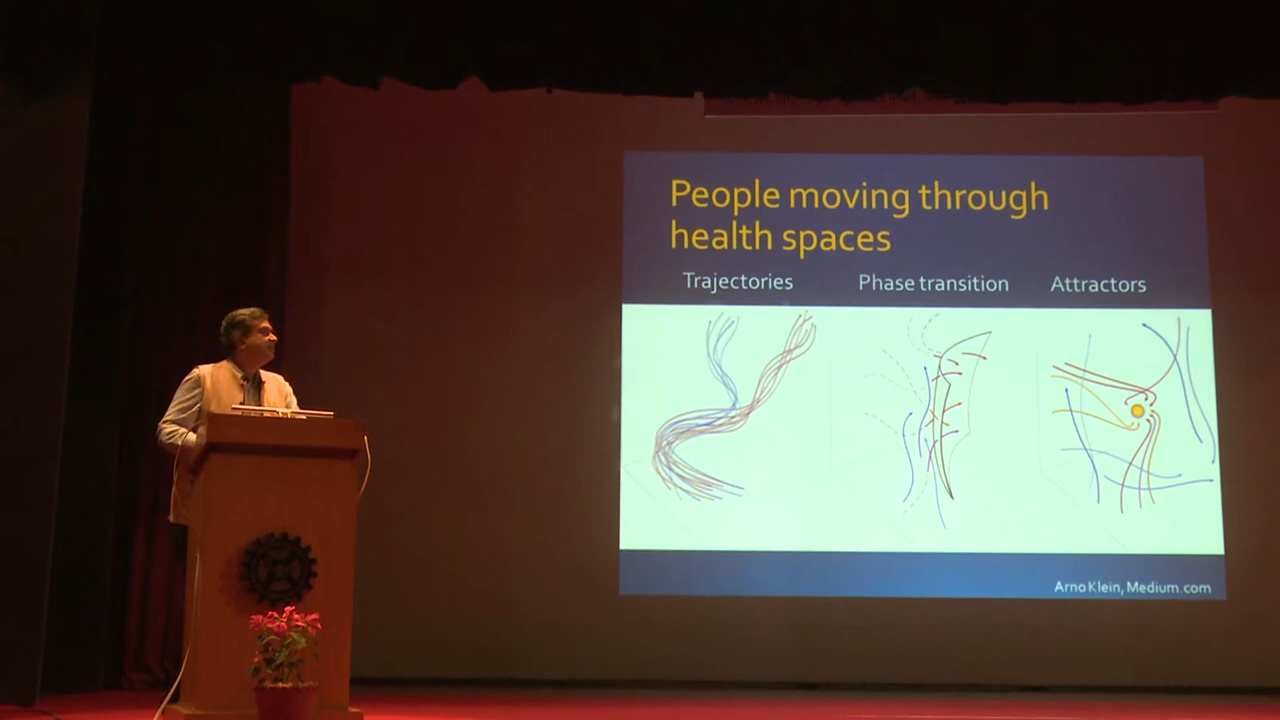 People moving through
health spaces
Trajectories
Phase transition
Attractors
Arno Klein, Medium.com